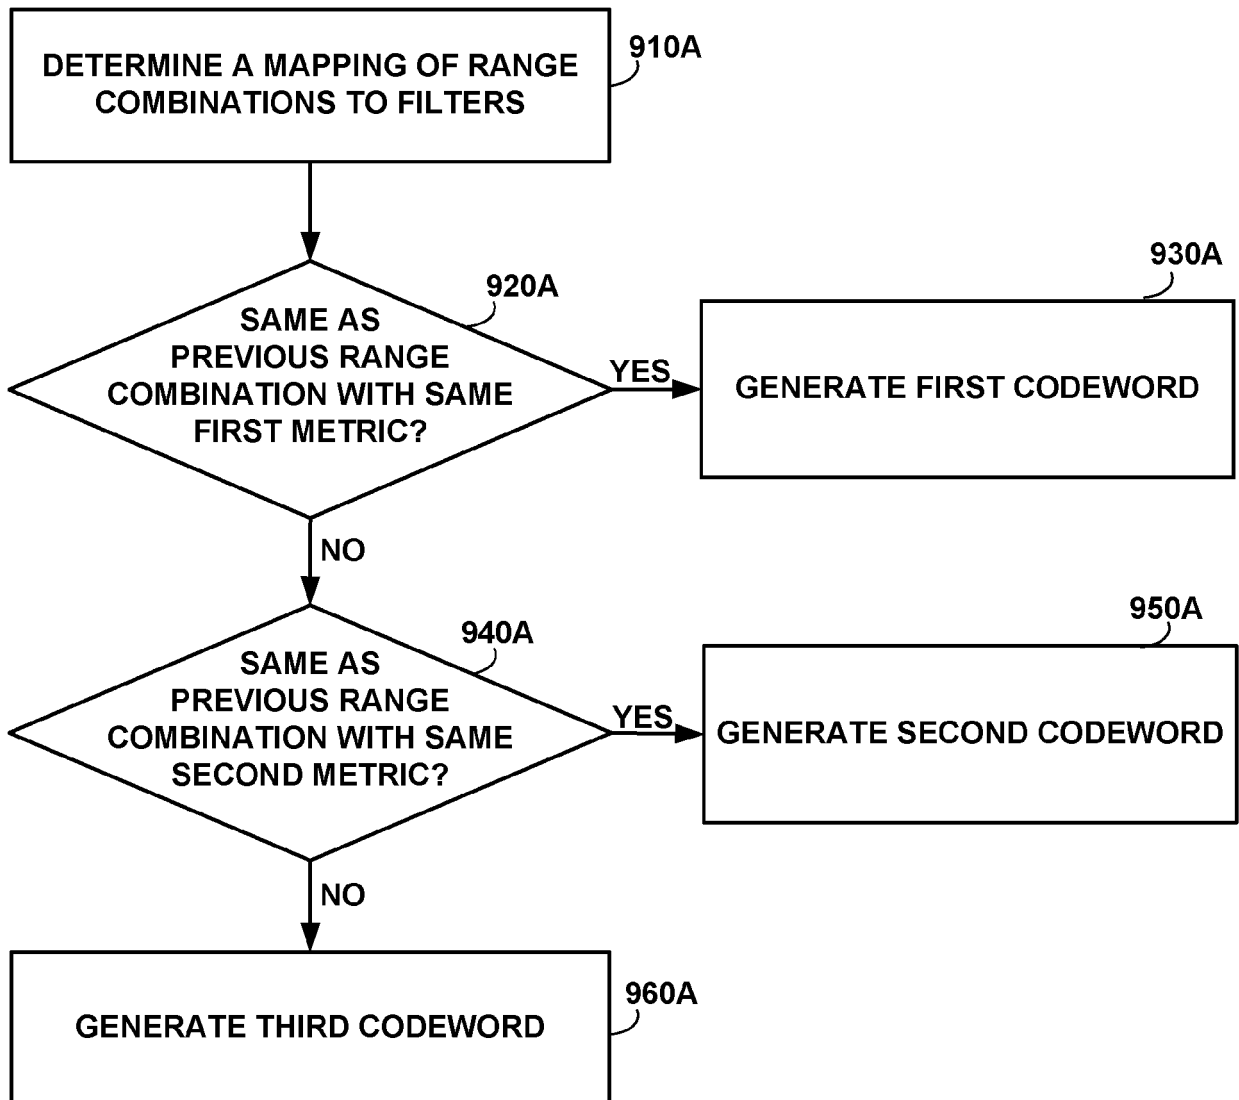 DETERMINE A MAPPING OF RANGE
COMBINATIONS TO FILTERS
910A
SAME AS
PREVIOUS RANGE
COMBINATION WITH SAME
FIRST METRIC?
920A
YES
930A
GENERATE FIRST CODEWORD
NO
SAME AS
PREVIOUS RANGE
COMBINATION WITH SAME
SECOND METRIC?
940A
YES
950A
GENERATE SECOND CODEWORD
NO
GENERATE THIRD CODEWORD
960A